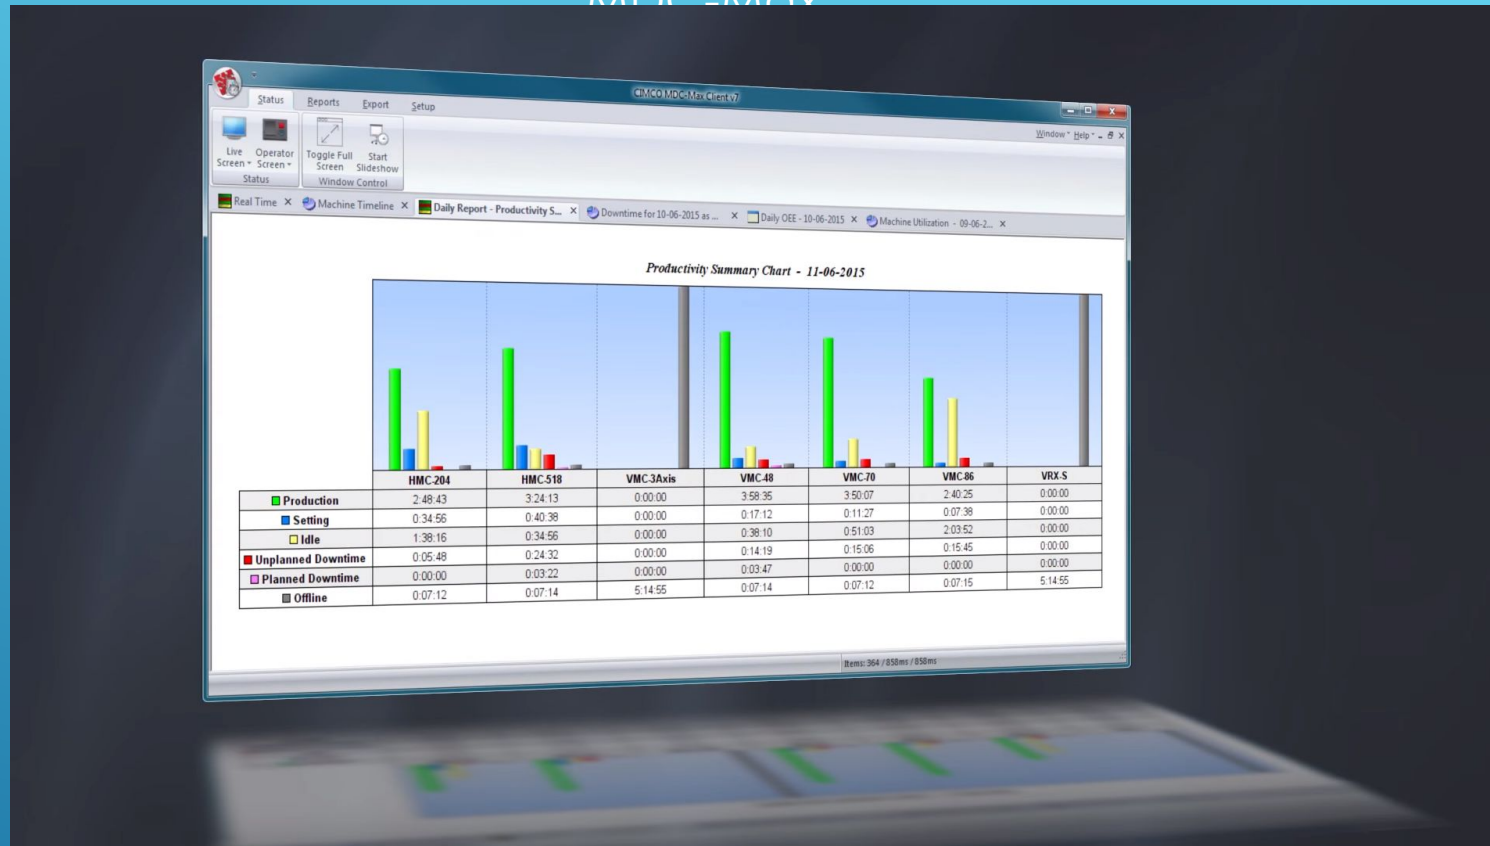 MDC-Max
CIMCO MDC-Max Client v7
Status Reports Export Setup
Window Help
Live Screen Operator Screen Toggle Full Screen Start Slideshow
Status Window Control
Real Time Machine Timeline Daily Report - Productivity S... Downtime for 10-06-2015 as ... Daily OEE - 10-06-2015 Machine Utilization - 09-06-2...
Productivity Summary Chart - 11-06-2015
HMC-204 HMC-518 VMC-3Axis VMC-48 VMC-70 VMC-86 VRX-S
Production 2:48:43 3:24:13 0:00:00 3:58:35 3:50:07 2:40:25 0:00:00
Setting 0:34:56 0:40:38 0:00:00 0:17:12 0:11:27 0:07:38 0:00:00
Idle 1:38:16 0:34:56 0:00:00 0:38:10 0:51:03 2:03:52 0:00:00
Unplanned Downtime 0:05:48 0:24:32 0:00:00 0:14:19 0:15:06 0:15:45 0:00:00
Planned Downtime 0:00:00 0:03:22 0:00:00 0:03:47 0:00:00 0:00:00 0:00:00
Offline 0:07:12 0:07:14 5:14:55 0:07:14 0:07:12 0:07:15 5:14:55
Items: 364 / 858ms / 858ms